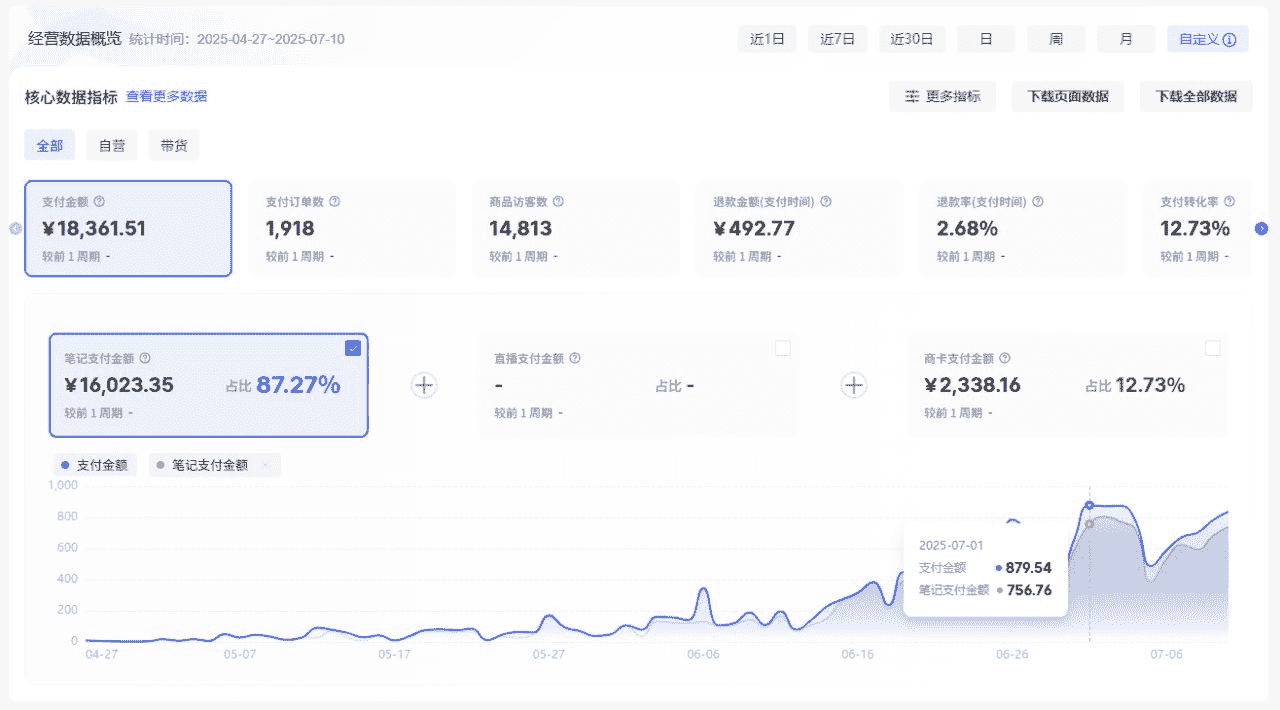 经营数据概览 统计时间：2025-04-27~2025-07-10 近1日 近7日 近30日 日 周 月 自定义
核心数据指标 查看更多数据 更多指标 下载页面数据 下载全部数据
全部 自营 带货
支付金额 支付订单数 商品访客数 退款金额(支付时间) 退款率(支付时间) 支付转化率
¥18,361.51 1,918 14,813 ¥492.77 2.68% 12.73%
较前1周期 - 较前1周期 - 较前1周期 - 较前1周期 - 较前1周期 - 较前1周期 -
笔记支付金额 直播支付金额 商卡支付金额
¥16,023.35 占比 87.27% - 占比 - ¥2,338.16 占比 12.73%
较前1周期 - 较前1周期 - 较前1周期 -
支付金额 笔记支付金额
1,000
800
600
400
200
0
2025-07-01
支付金额 879.54
笔记支付金额 756.76
04-27 05-07 05-17 05-27 06-06 06-16 06-26 07-06